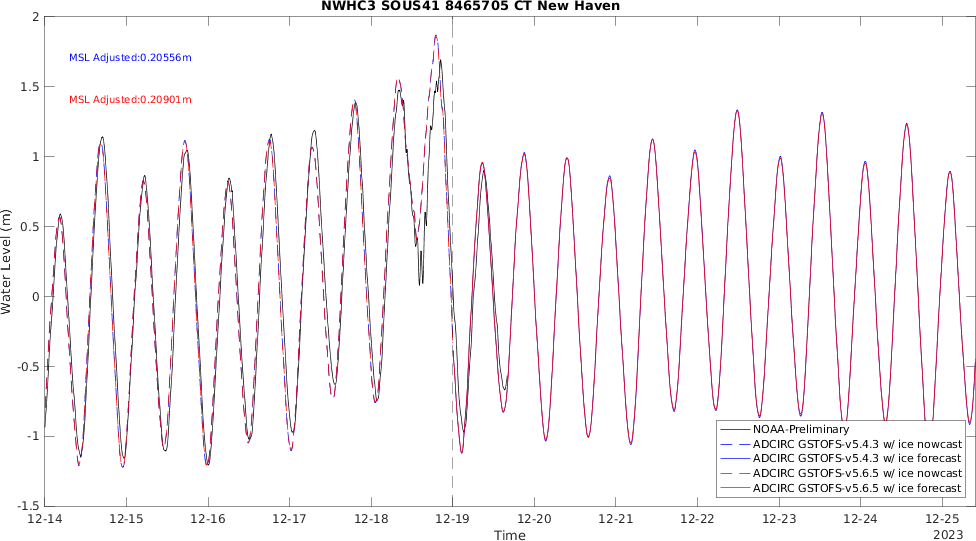 NWHC3 SOUS41 8465705 CT New Haven
MSL Adjusted:0.20556m
MSL Adjusted:0.20901m
Water Level (m)
2
1.5
1
0.5
0
-0.5
-1
-1.5
NOAA-Preliminary
ADCIRC GSTOFS-v5.4.3 w/ ice nowcast
ADCIRC GSTOFS-v5.4.3 w/ ice forecast
ADCIRC GSTOFS-v5.6.5 w/ ice nowcast
ADCIRC GSTOFS-v5.6.5 w/ ice forecast
12-14 12-15 12-16 12-17 12-18 12-19 12-20 12-21 12-22 12-23 12-24 12-25
Time
2023